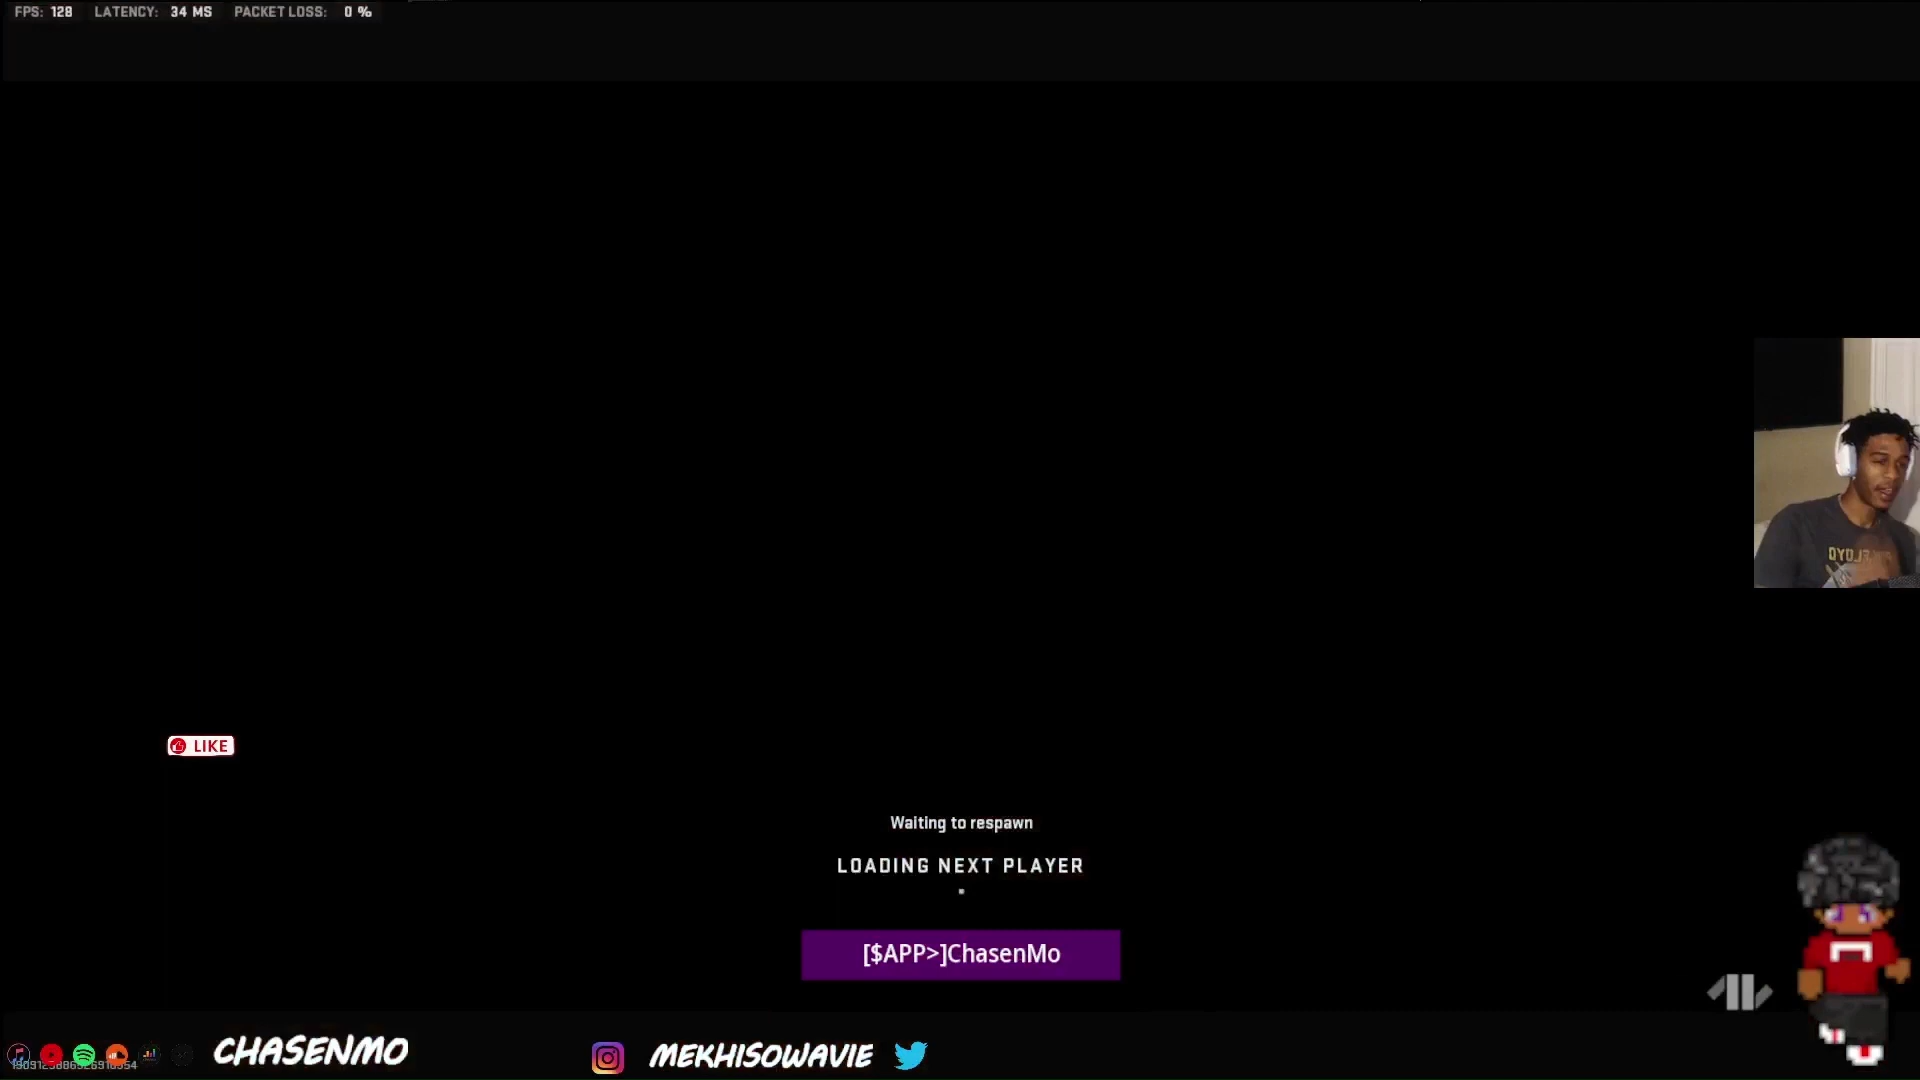 FPS: 128 LATENCY: 34 MS PACKET LOSS: 0 %
LIKE
Waiting to respawn
LOADING NEXT PLAYER
[$APP>]ChasenMo
CHASENMO
MEKHISOWAVIE